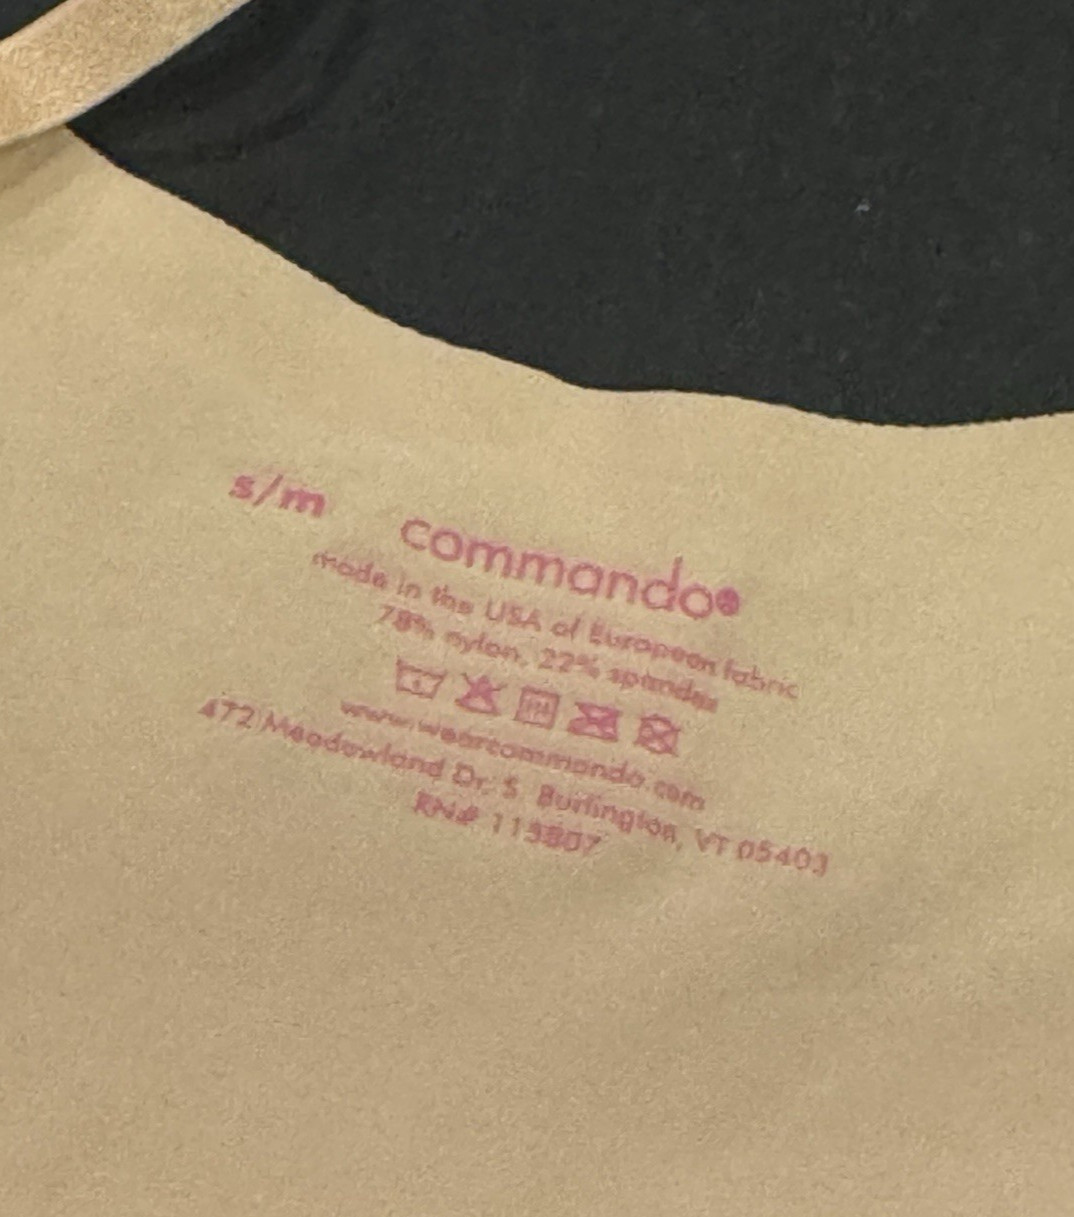 s/m
commando®
made in the USA of European fabric
78% nylon, 22% spandex
www.wearcommando.com
472 Meadowland Dr. S. Burlington, VT 05403
RN# 113807